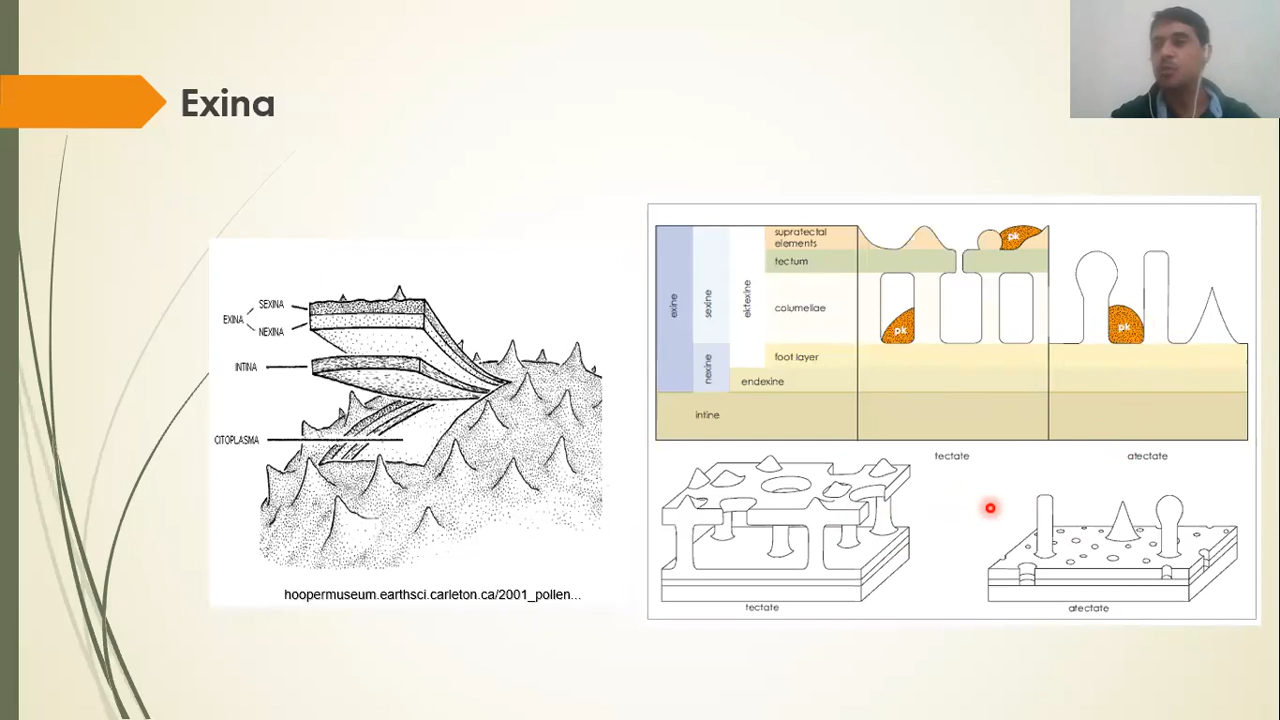 Exina
SEXINA
EXINA
NEXINA
INTINA
CITOPLASMA
hoopermuseum.earthsci.carleton.ca/2001_pollen...
exine
sexine
nexine
ektexine
supratectal
elements
tectum
columellae
foot layer
endexine
intine
pk
pk
pk
tectate
atectate
tectate
atectate